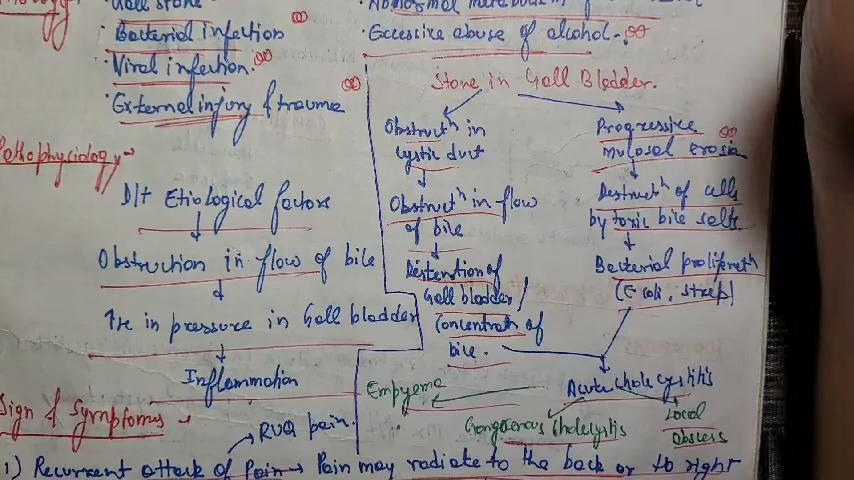 Gall stone
· Bacterial infection
· Viral infection.
· External injury & trauma
Pathophysiology→
D/t Etiological factors
Obstruction in flow of bile
↑re in pressure in Gall bladder
Inflammation
Sign & Symptoms →
RUQ pain.
1) Recurrent attack of Pain → Pain may radiate to the back or to right
· Excessive abuse of alcohol.
Stone in Gall Bladder.
Obstructn in
cystic duct
Obstructn in flow
of bile
Distention of
Gall bladder/
Concentratn of
bile.
Progressive
mucosal erosion
Destructn of cells
by toxic bile salts
Bacterial proliferatn
(E coli, strep)
Acute cholecystitis
Empyema
Gangrenous Cholecystitis
Local
Abscess